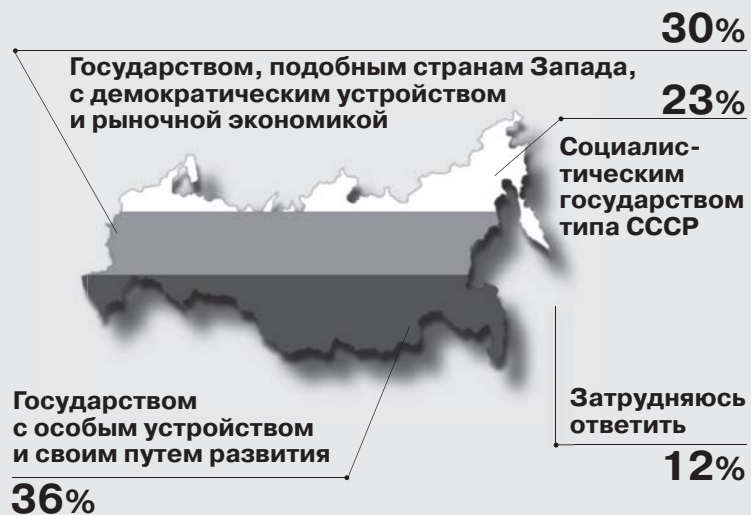 30%
Государством, подобным странам Запада,
с демократическим устройством
и рыночной экономикой
23%
Социалис-
тическим
государством
типа СССР
Государством
с особым устройством
и своим путем развития
36%
Затрудняюсь
ответить
12%